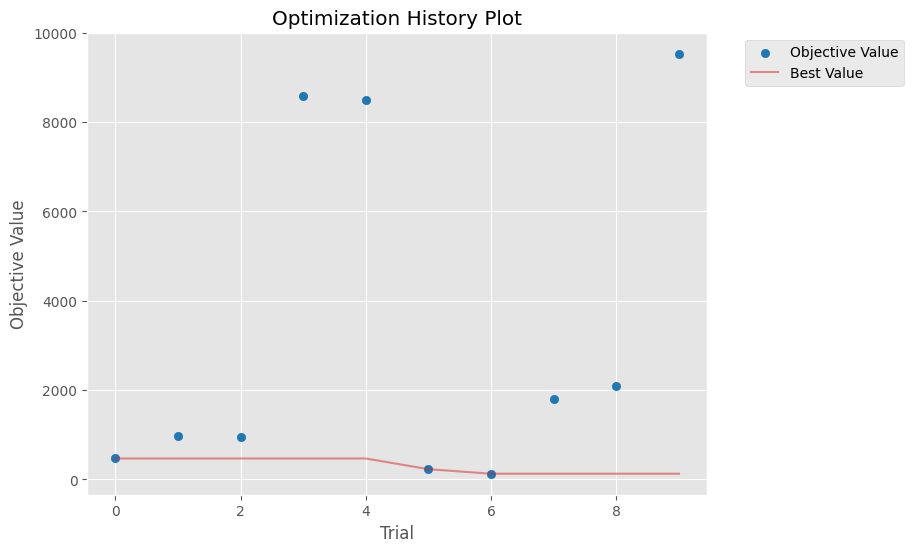 Optimization History Plot
Objective Value
Best Value
Objective Value
10000
8000
6000
4000
2000
0
0 2 4 6 8
Trial